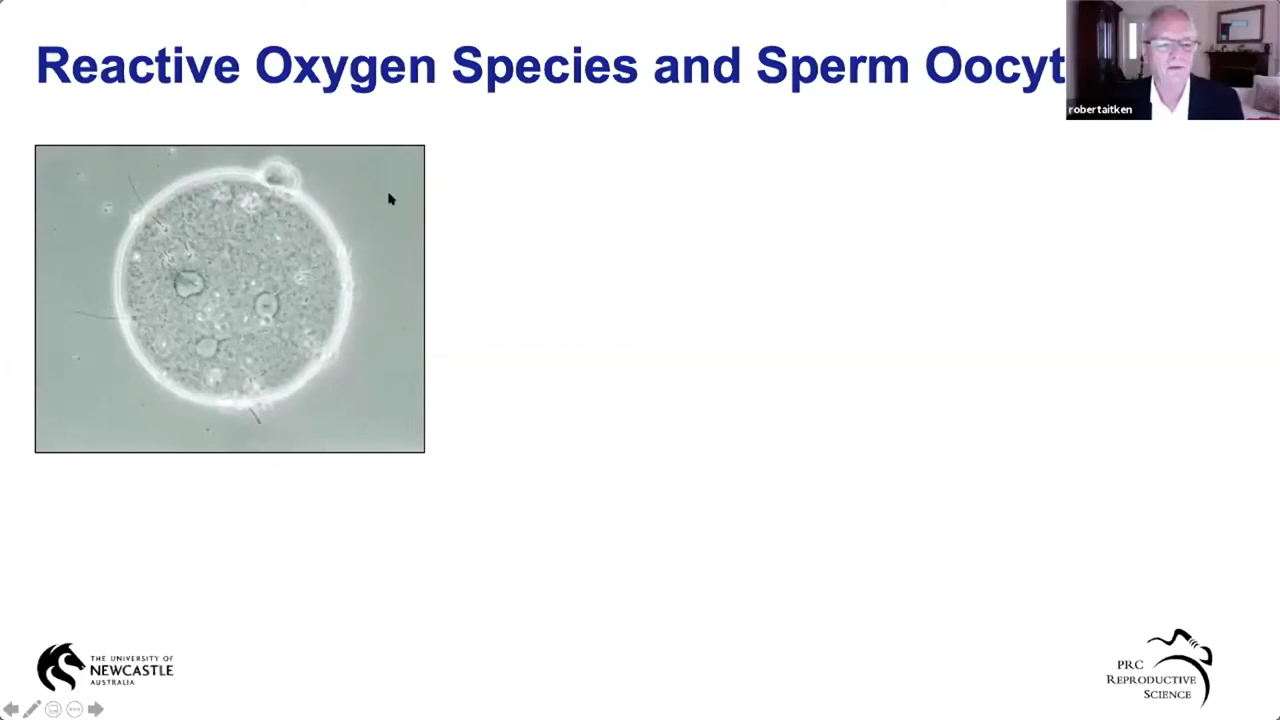 Reactive Oxygen Species and Sperm Oocyt
robertaitken
THE UNIVERSITY OF
NEWCASTLE
AUSTRALIA
PRC
REPRODUCTIVE
SCIENCE